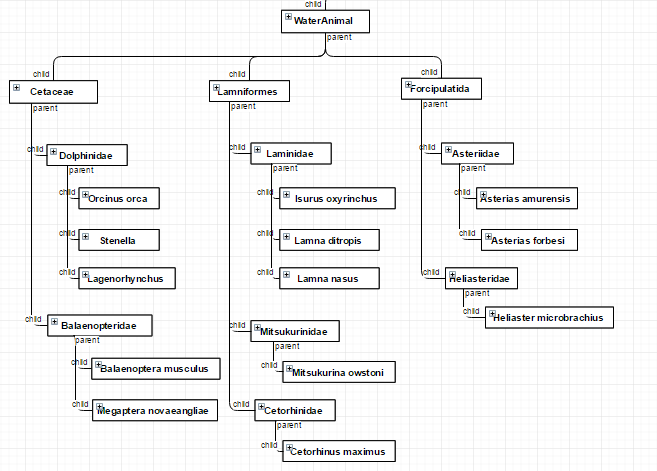 child
WaterAnimal
parent
child
child
child
Cetaceae
Lamniformes
Forcipulatida
parent
parent
parent
child
Dolphinidae
parent
child
Orcinus orca
child
Stenella
child
Lagenorhynchus
child
Balaenopteridae
parent
child
Balaenoptera musculus
child
Megaptera novaeangliae
child
Laminidae
parent
child
Isurus oxyrinchus
child
Lamna ditropis
child
Lamna nasus
child
Mitsukurinidae
parent
child
Mitsukurina owstoni
child
Cetorhinidae
parent
child
Cetorhinus maximus
child
Asteriidae
parent
child
Asterias amurensis
child
Asterias forbesi
child
Heliasteridae
parent
child
Heliaster microbrachius